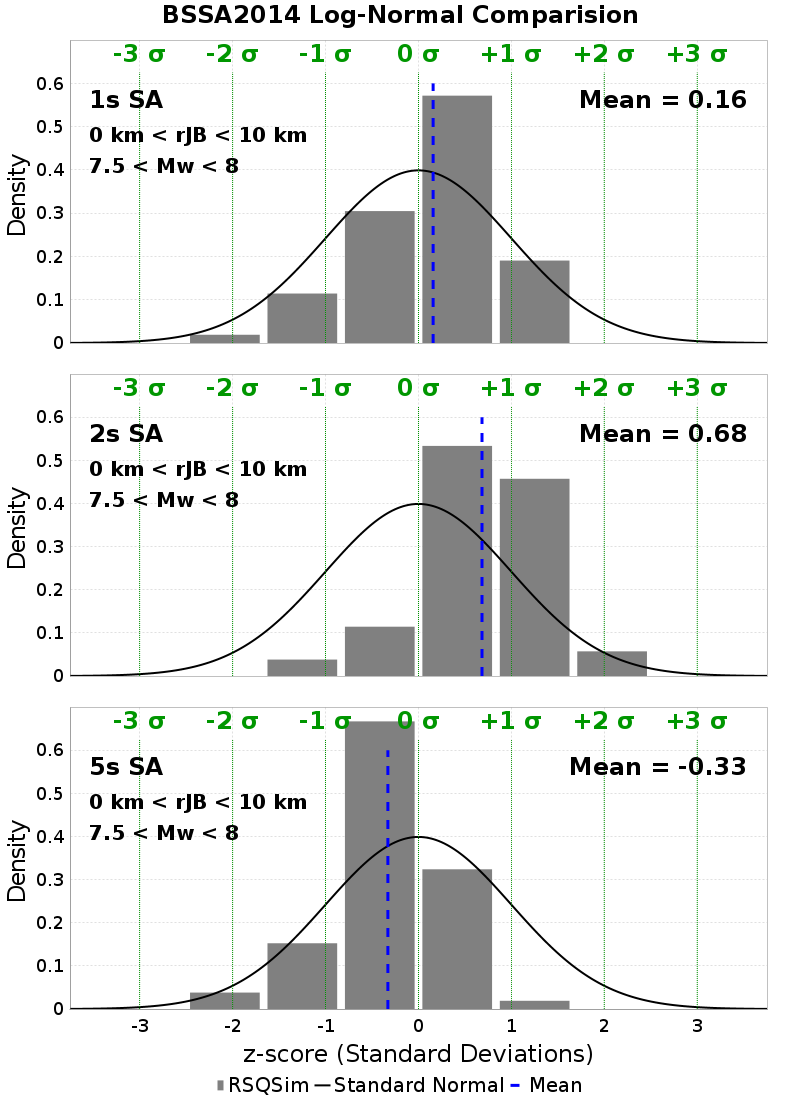 BSSA2014 Log-Normal Comparision
-3 σ -2 σ -1 σ 0 σ +1 σ +2 σ +3 σ
1s SA
Mean = 0.16
0 km < rJB < 10 km
7.5 < Mw < 8
Density
0.6
0.5
0.4
0.3
0.2
0.1
0
-3 σ -2 σ -1 σ 0 σ +1 σ +2 σ +3 σ
2s SA
Mean = 0.68
0 km < rJB < 10 km
7.5 < Mw < 8
Density
0.6
0.5
0.4
0.3
0.2
0.1
0
-3 σ -2 σ -1 σ 0 σ +1 σ +2 σ +3 σ
5s SA
Mean = -0.33
0 km < rJB < 10 km
7.5 < Mw < 8
Density
0.6
0.5
0.4
0.3
0.2
0.1
0
-3 -2 -1 0 1 2 3
z-score (Standard Deviations)
RSQSim Standard Normal Mean